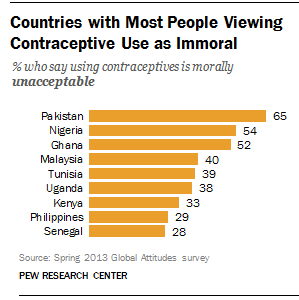 Countries with Most People Viewing
Contraceptive Use as Immoral
% who say using contraceptives is morally
unacceptable
Pakistan 65
Nigeria 54
Ghana 52
Malaysia 40
Tunisia 39
Uganda 38
Kenya 33
Philippines 29
Senegal 28
Source: Spring 2013 Global Attitudes survey
PEW RESEARCH CENTER